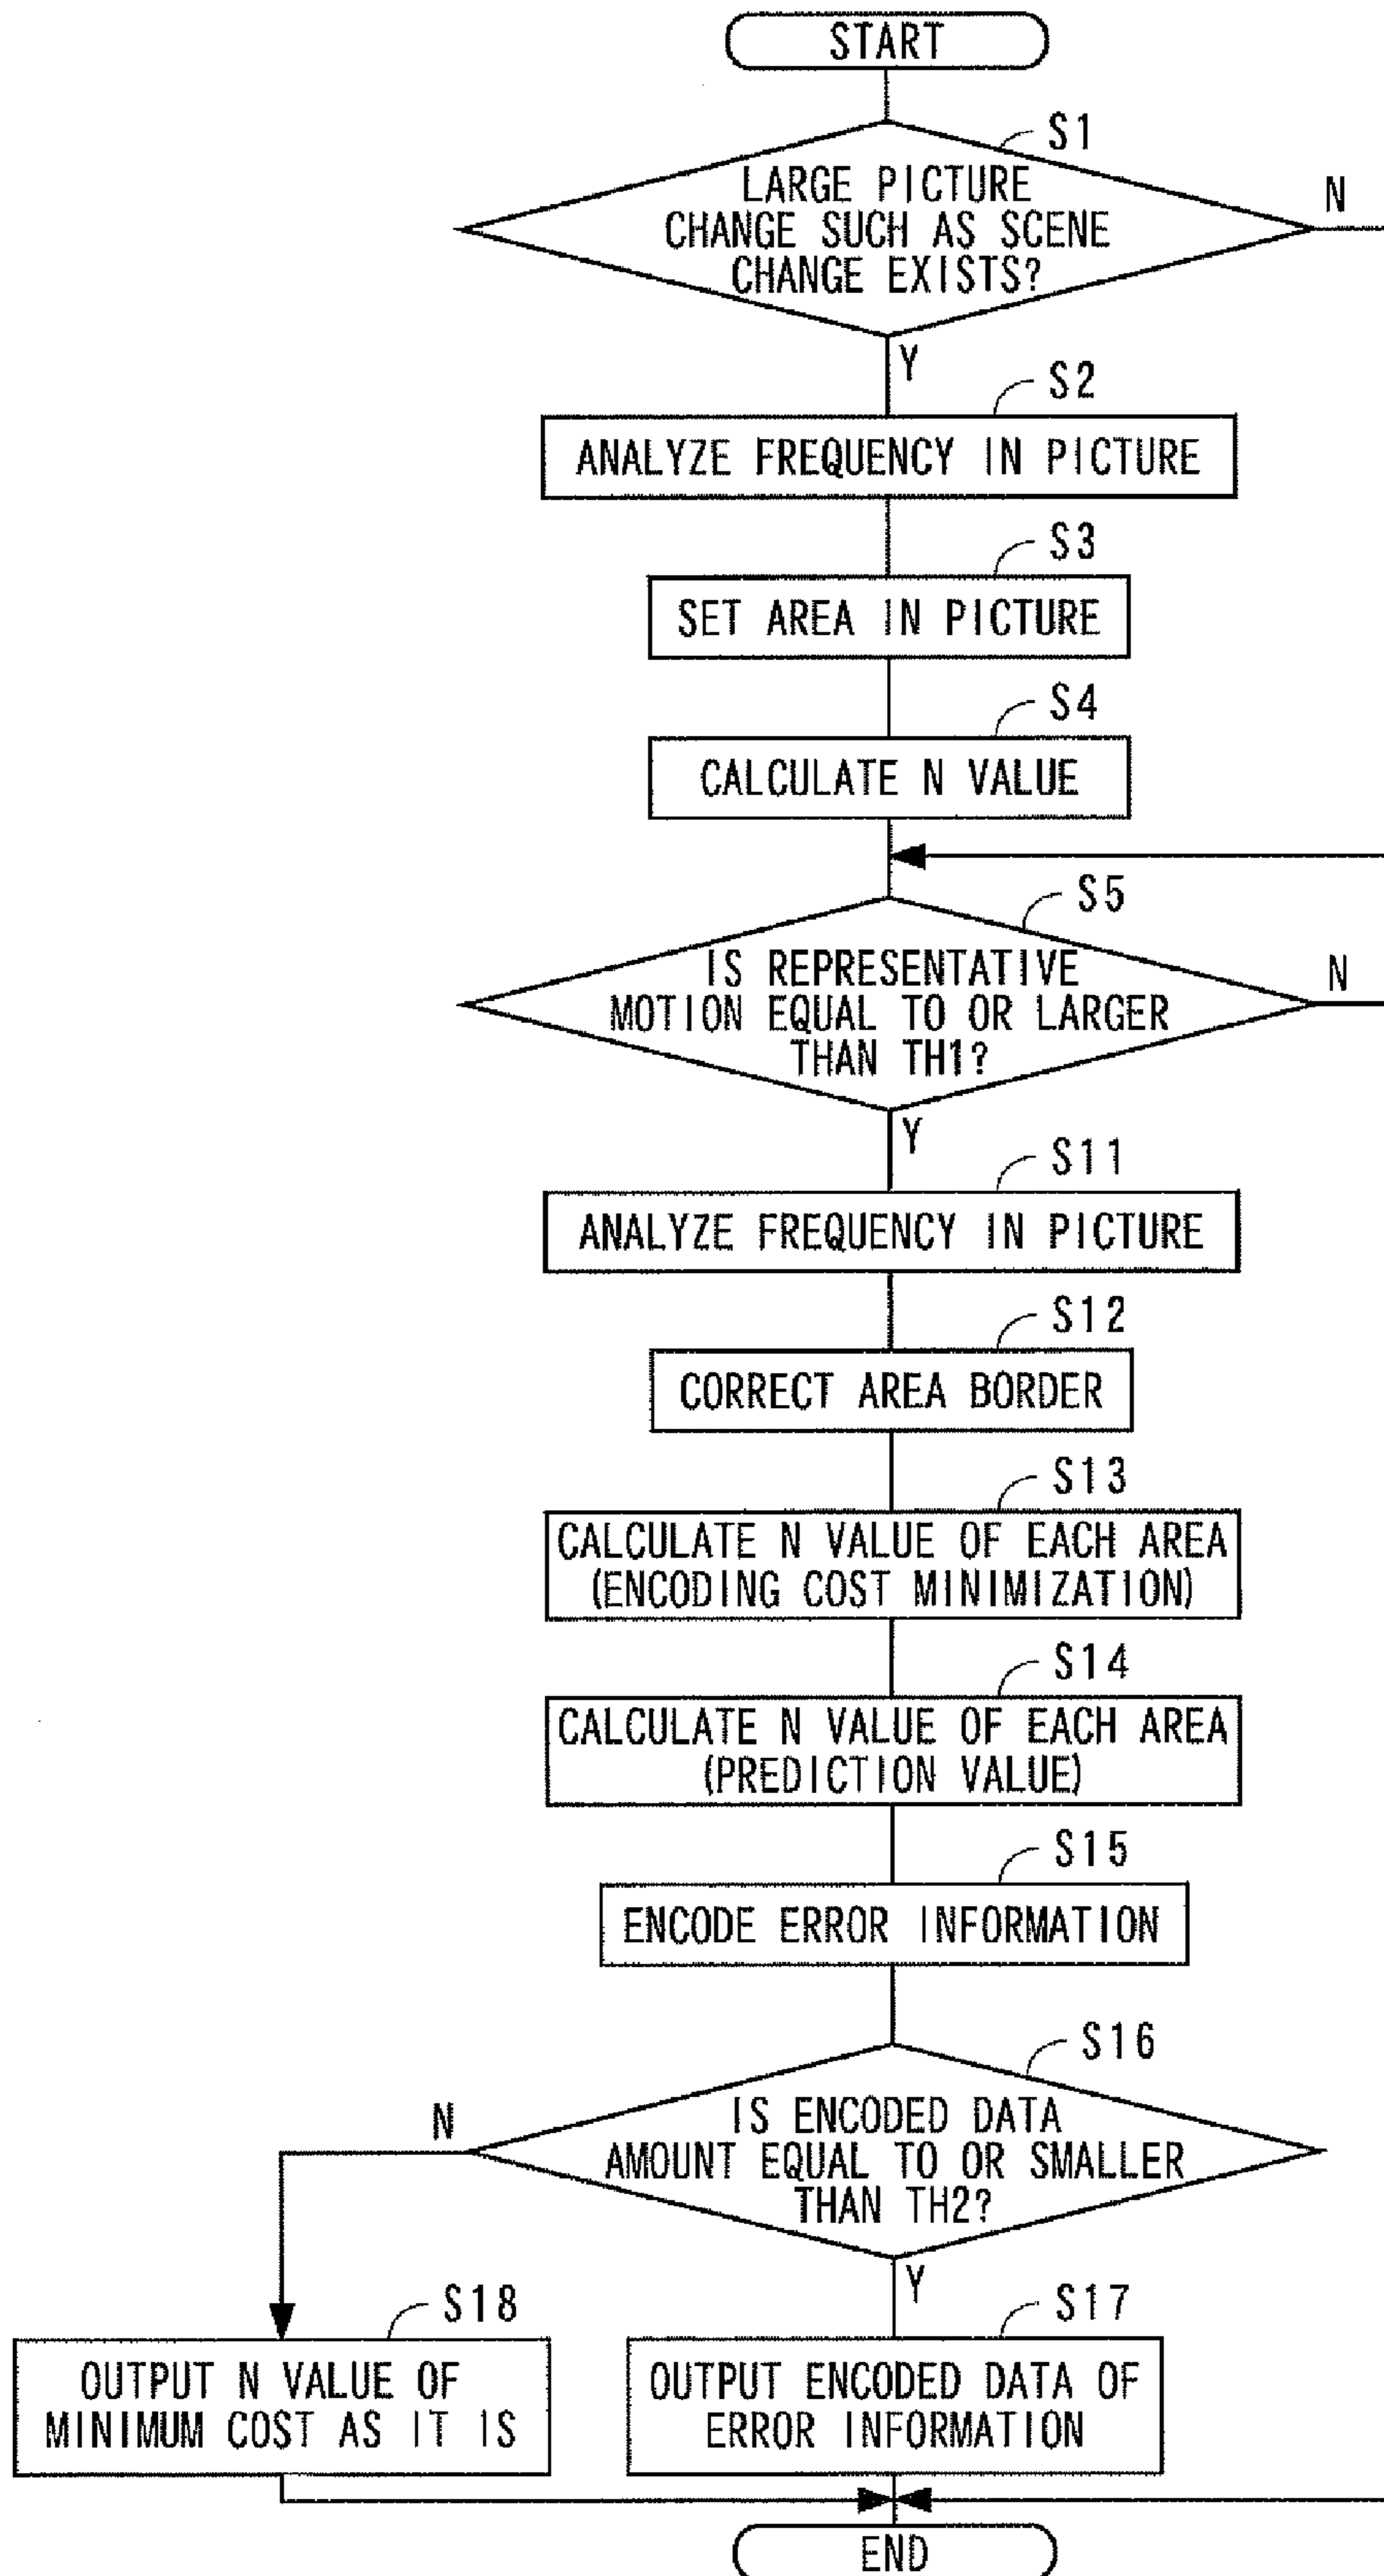 START
S1
LARGE PICTURE
CHANGE SUCH AS SCENE
CHANGE EXISTS?
N
Y
S2
ANALYZE FREQUENCY IN PICTURE
S3
SET AREA IN PICTURE
S4
CALCULATE N VALUE
S5
IS REPRESENTATIVE
MOTION EQUAL TO OR LARGER
THAN TH1?
N
Y
S11
ANALYZE FREQUENCY IN PICTURE
S12
CORRECT AREA BORDER
S13
CALCULATE N VALUE OF EACH AREA
(ENCODING COST MINIMIZATION)
S14
CALCULATE N VALUE OF EACH AREA
(PREDICTION VALUE)
S15
ENCODE ERROR INFORMATION
S16
IS ENCODED DATA
AMOUNT EQUAL TO OR SMALLER
THAN TH2?
N
Y
S18
OUTPUT N VALUE OF
MINIMUM COST AS IT IS
S17
OUTPUT ENCODED DATA OF
ERROR INFORMATION
END